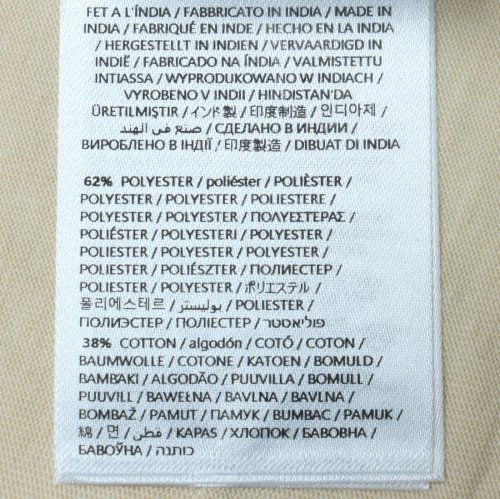 FET A L'ÍNDIA / FABBRICATO IN INDIA / MADE IN
INDIA / FABRIQUÉ EN INDE / HECHO EN LA INDIA
/ HERGESTELLT IN INDIEN / VERVAARDIGD IN
INDIË / FABRICADO NA ÍNDIA / VALMISTETTU
INTIASSA / WYPRODUKOWANO W INDIACH /
VYROBENO V INDII / HINDISTAN'DA
ÜRETILMIŞTIR / インド製 / 印度制造 / 인디아제 /
صنع في الهند / СДЕЛАНО В ИНДИИ /
ВИРОБЛЕНО В ІНДІЇ / 印度製造 / DIBUAT DI INDIA
62% POLYESTER / poliéster / POLIÈSTER /
POLYESTER / POLYESTER / POLIESTERE /
POLYESTER / POLYESTER / ΠΟΛΥΕΣΤΕΡΑΣ /
POLIÉSTER / POLYESTERI / POLYESTER /
POLIESTER / POLYESTER / POLYESTER /
POLIESTER / POLIÉSZTER / ПОЛИЕСТЕР /
POLYESTER / POLYESTER / ポリエステル /
폴리에스테르 / بوليستر / POLIESTER /
ПОЛИЭСТЕР / ПОЛІЕСТЕР / פוליאסטר
38% COTTON / algodón / COTÓ / COTON /
BAUMWOLLE / COTONE / KATOEN / BOMULD /
ΒΑΜΒΑΚΙ / ALGODÃO / PUUVILLA / BOMULL /
PUUVILL / BAWEŁNA / BAVLNA / BAVLNA /
BOMBAŽ / PAMUT / ПАМУК / BUMBAC / PAMUK /
綿 / 면 / قطن / KAPAS / ХЛОПОК / БАВОВНА /
БАВОЎНА / כותנה